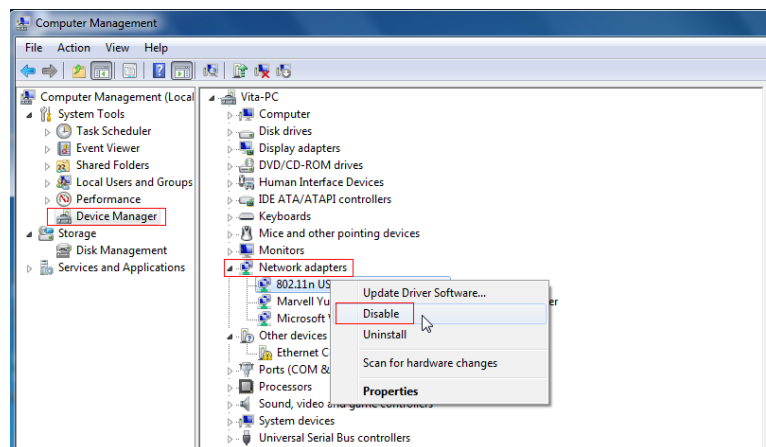 Computer Management
File Action View Help
Computer Management (Local
System Tools
Task Scheduler
Event Viewer
Shared Folders
Local Users and Groups
Performance
Device Manager
Storage
Disk Management
Services and Applications
Vita-PC
Computer
Disk drives
Display adapters
DVD/CD-ROM drives
Human Interface Devices
IDE ATA/ATAPI controllers
Keyboards
Mice and other pointing devices
Monitors
Network adapters
802.11n US
Marvell Yu
Microsoft
Other devices
Ethernet C
Ports (COM &
Processors
Sound, video and game controllers
System devices
Universal Serial Bus controllers
Update Driver Software...
Disable
Uninstall
Scan for hardware changes
Properties